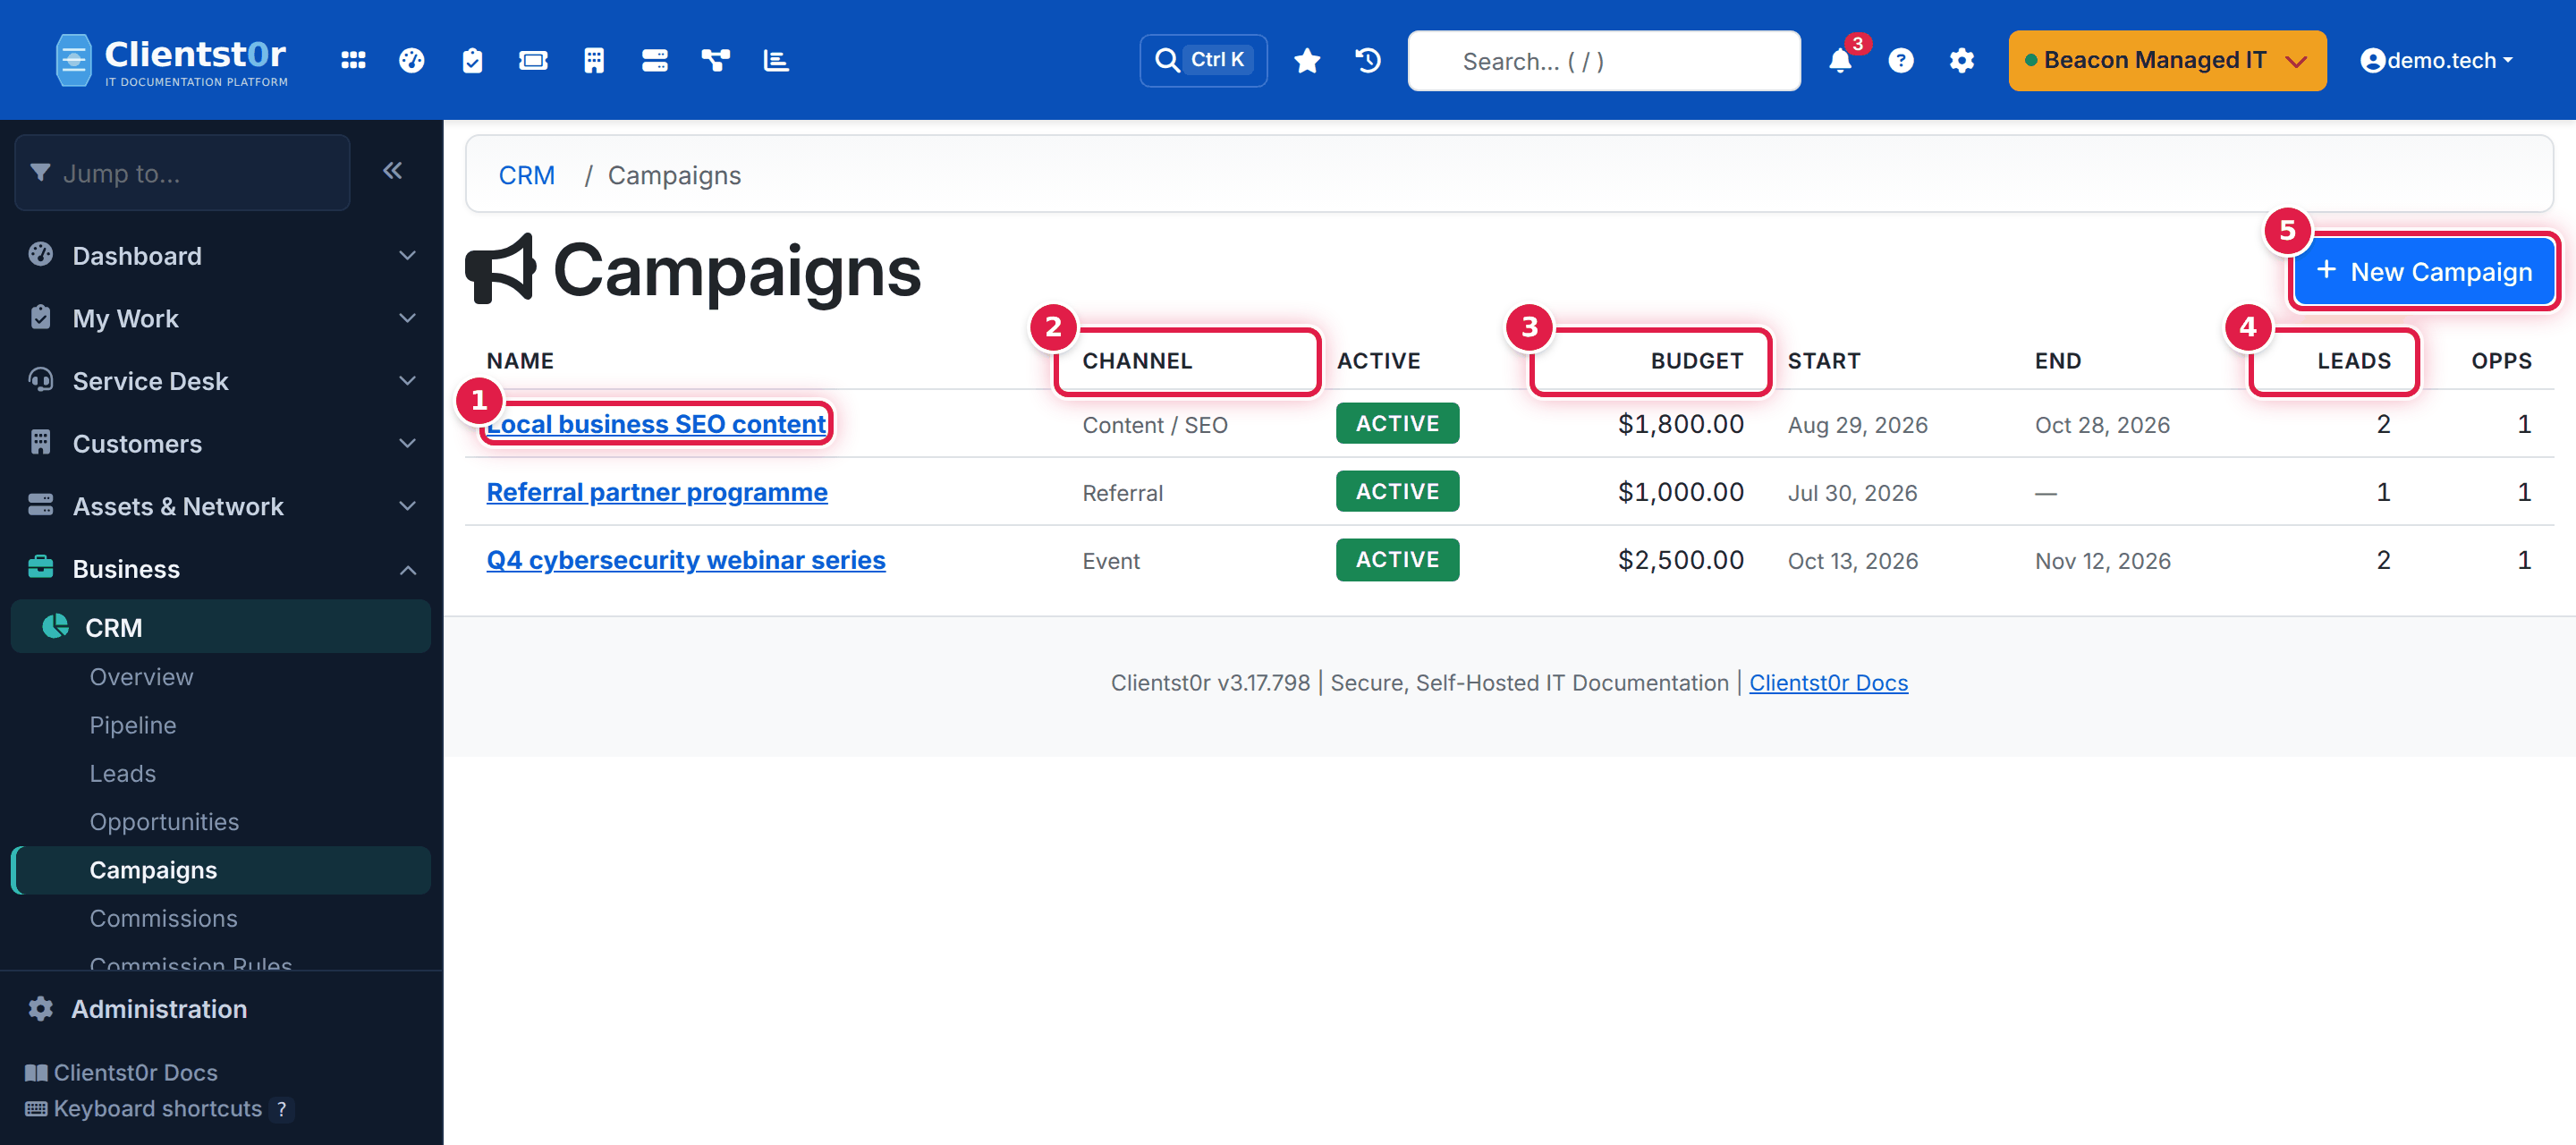 Clientst0r
IT DOCUMENTATION PLATFORM
Ctrl K
Search... ( / )
3
?
Beacon Managed IT
demo.tech
Jump to...
Dashboard
My Work
Service Desk
Customers
Assets & Network
Business
CRM
Overview
Pipeline
Leads
Opportunities
Campaigns
Commissions
Commission Rules
Administration
Clientst0r Docs
Keyboard shortcuts ?
CRM / Campaigns
Campaigns
5
+ New Campaign
2 3 4
NAME CHANNEL ACTIVE BUDGET START END LEADS OPPS
1
Local business SEO content Content / SEO ACTIVE $1,800.00 Aug 29, 2026 Oct 28, 2026 2 1
Referral partner programme Referral ACTIVE $1,000.00 Jul 30, 2026 — 1 1
Q4 cybersecurity webinar series Event ACTIVE $2,500.00 Oct 13, 2026 Nov 12, 2026 2 1
Clientst0r v3.17.798 | Secure, Self-Hosted IT Documentation | Clientst0r Docs